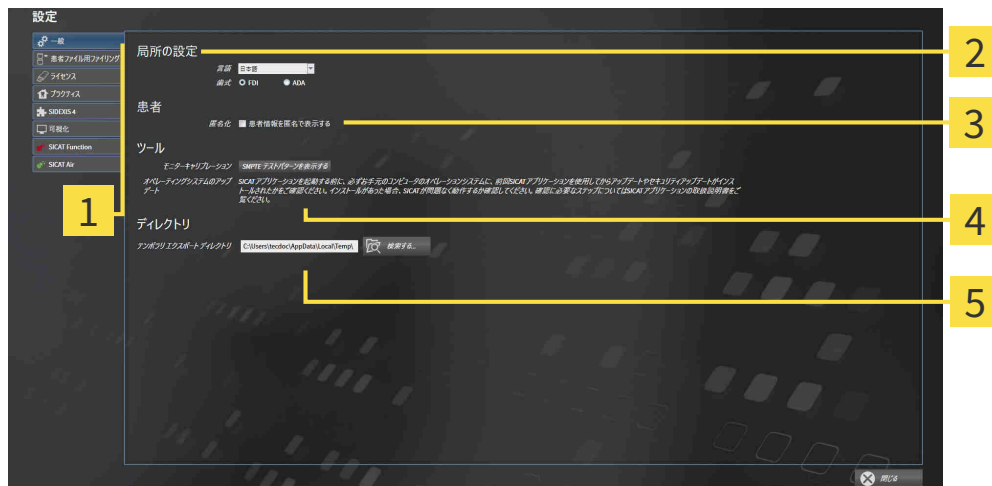 設定
一般
患者ファイル用ファイリング
ライセンス
プラクティス
SIDEXIS 4
可視化
SICAT Function
SICAT Air
局所の設定
言語 日本語
歯式 FDI ADA
患者
匿名化 患者情報を匿名で表示する
ツール
モニターキャリブレーション SMPTE テストパターンを表示する
オペレーティングシステムのアップデート
SICAT アプリケーションを起動する前に、必ずお手元のコンピュータのオペレーションシステムに、前回SICAT アプリケーションを使用してからアップデートやセキュリティアップデートがインス
トールされたかをご確認ください。インストールがあった場合、SICAT が問題なく動作するか確認してください。確認に必要なステップについてはSICAT アプリケーションの取扱説明書をご
覧ください。
ディレクトリ
テンポラリ エクスポート ディレクトリ C:\Users\tecdoc\AppData\Local\Temp\ 検索する...
閉じる
1
2
3
4
5